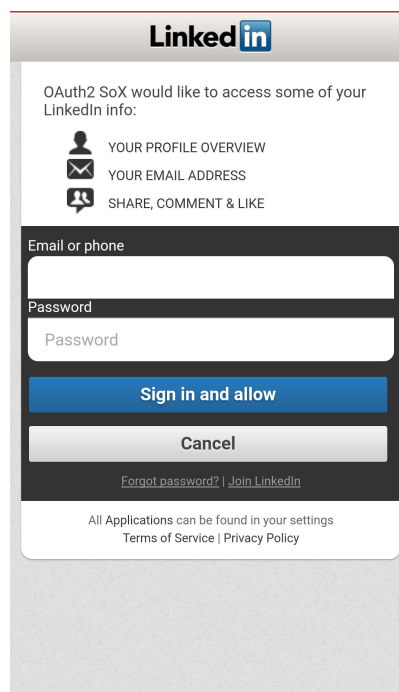 Linked in
OAuth2 SoX would like to access some of your
LinkedIn info:
YOUR PROFILE OVERVIEW
YOUR EMAIL ADDRESS
SHARE, COMMENT & LIKE
Email or phone
Password
Password
Sign in and allow
Cancel
Forgot password? | Join LinkedIn
All Applications can be found in your settings
Terms of Service | Privacy Policy